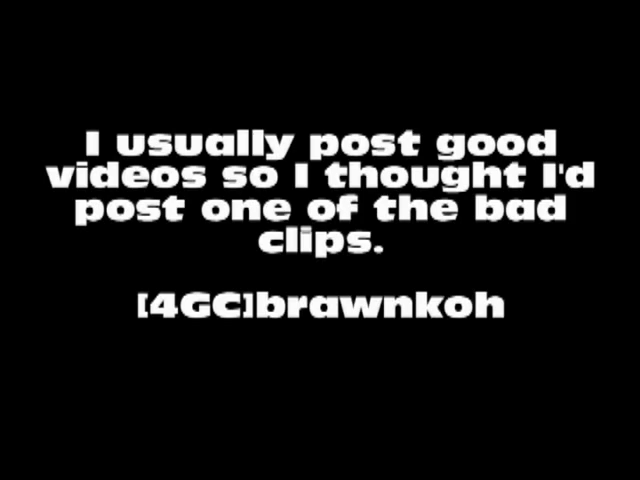 I usually post good
videos so I thought I'd
post one of the bad
clips.
[4GC]brawnkoh